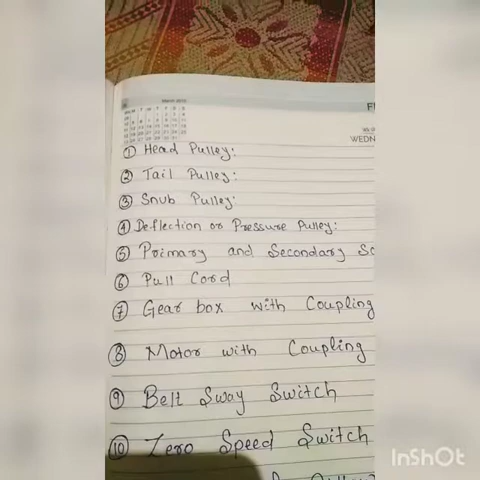 ① Head Pulley:
② Tail Pulley:
③ Snub Pulley:
④ Deflection or Pressure Pulley:
⑤ Primary and Secondary Sc
⑥ Pull Cord
⑦ Gear box with Coupling
⑧ Motor with Coupling
⑨ Belt Sway Switch
⑩ Zero Speed Switch
InShOt